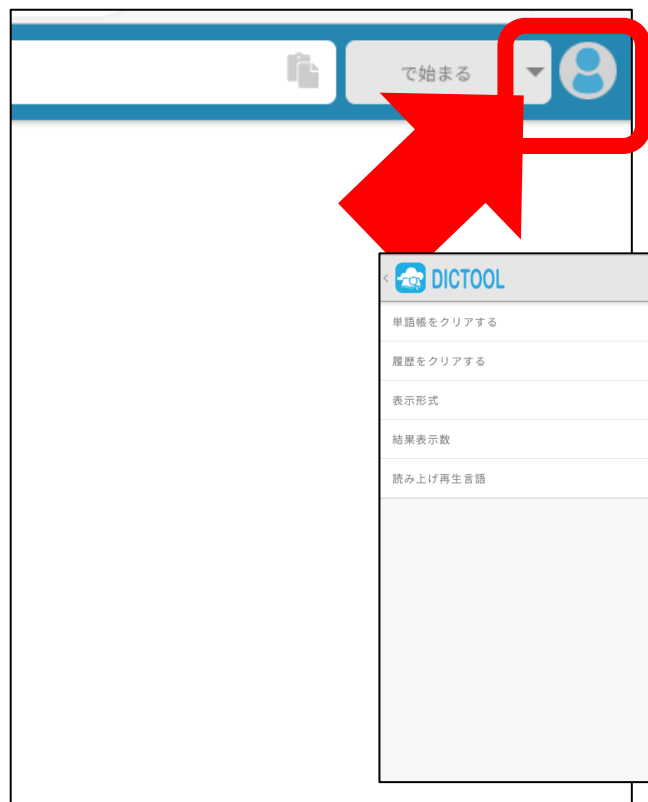 で始まる
DICTOOL
単語帳をクリアする
履歴をクリアする
表示形式
結果表示数
読み上げ再生言語